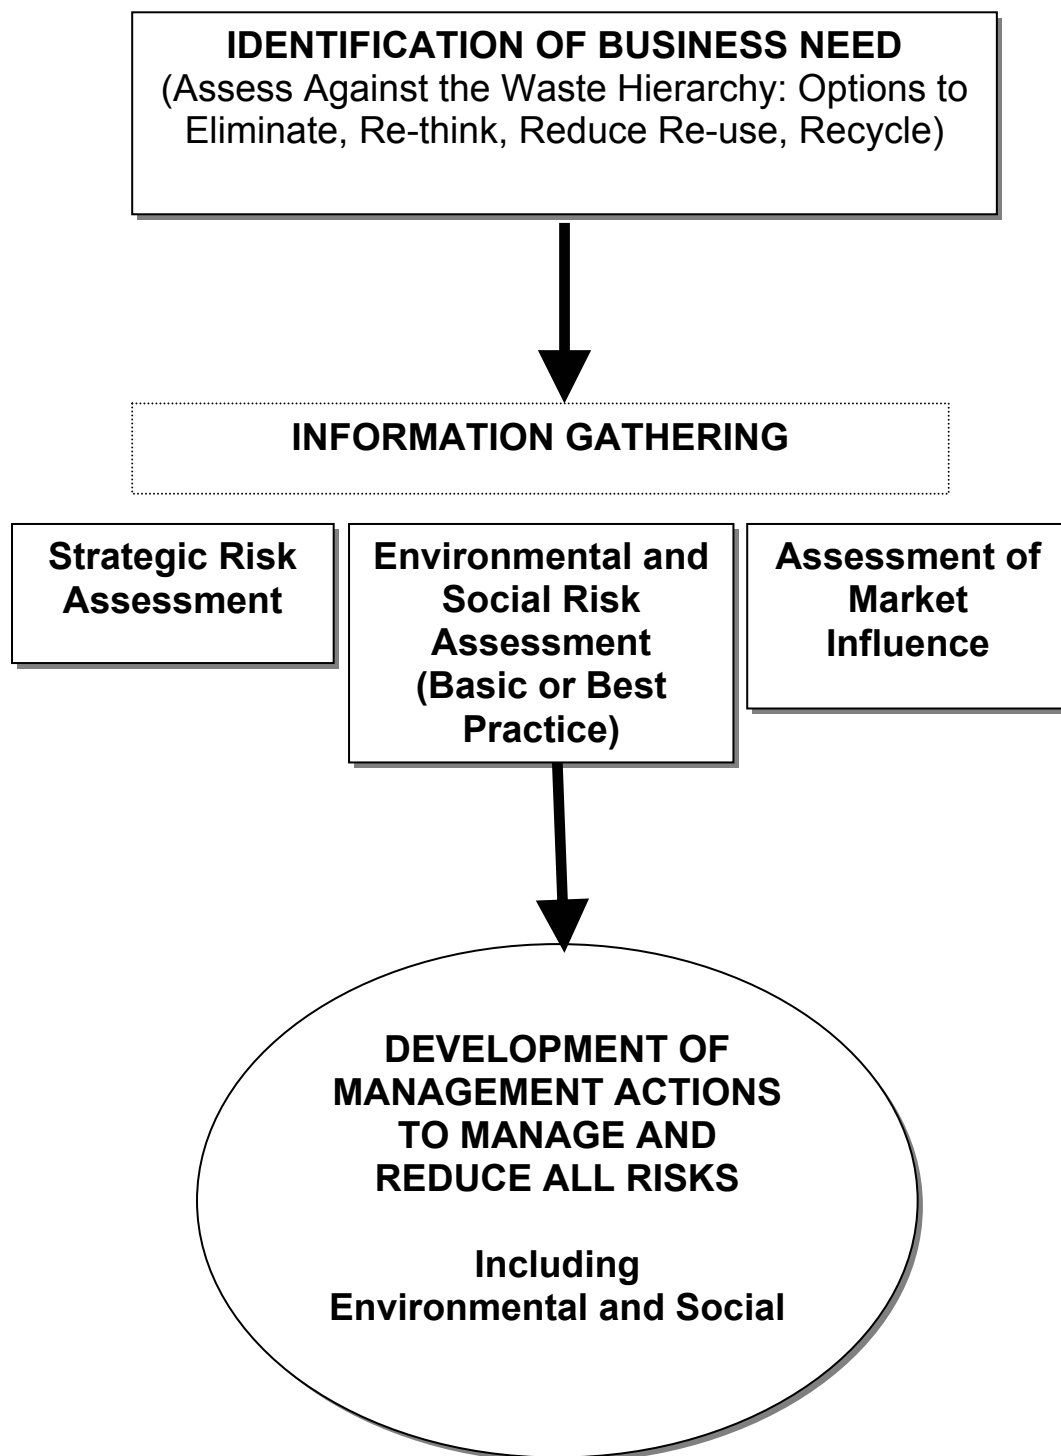 IDENTIFICATION OF BUSINESS NEED
(Assess Against the Waste Hierarchy: Options to
Eliminate, Re-think, Reduce Re-use, Recycle)
INFORMATION GATHERING
Strategic Risk
Assessment
Environmental and
Social Risk
Assessment
(Basic or Best
Practice)
Assessment of
Market
Influence
DEVELOPMENT OF
MANAGEMENT ACTIONS
TO MANAGE AND
REDUCE ALL RISKS
Including
Environmental and Social